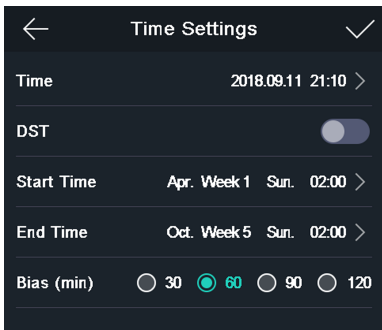 Time Settings
Time 2018.09.11 21:10
DST
Start Time Apr. Week 1 Sun. 02:00
End Time Oct. Week 5 Sun. 02:00
Bias (min) 30 60 90 120